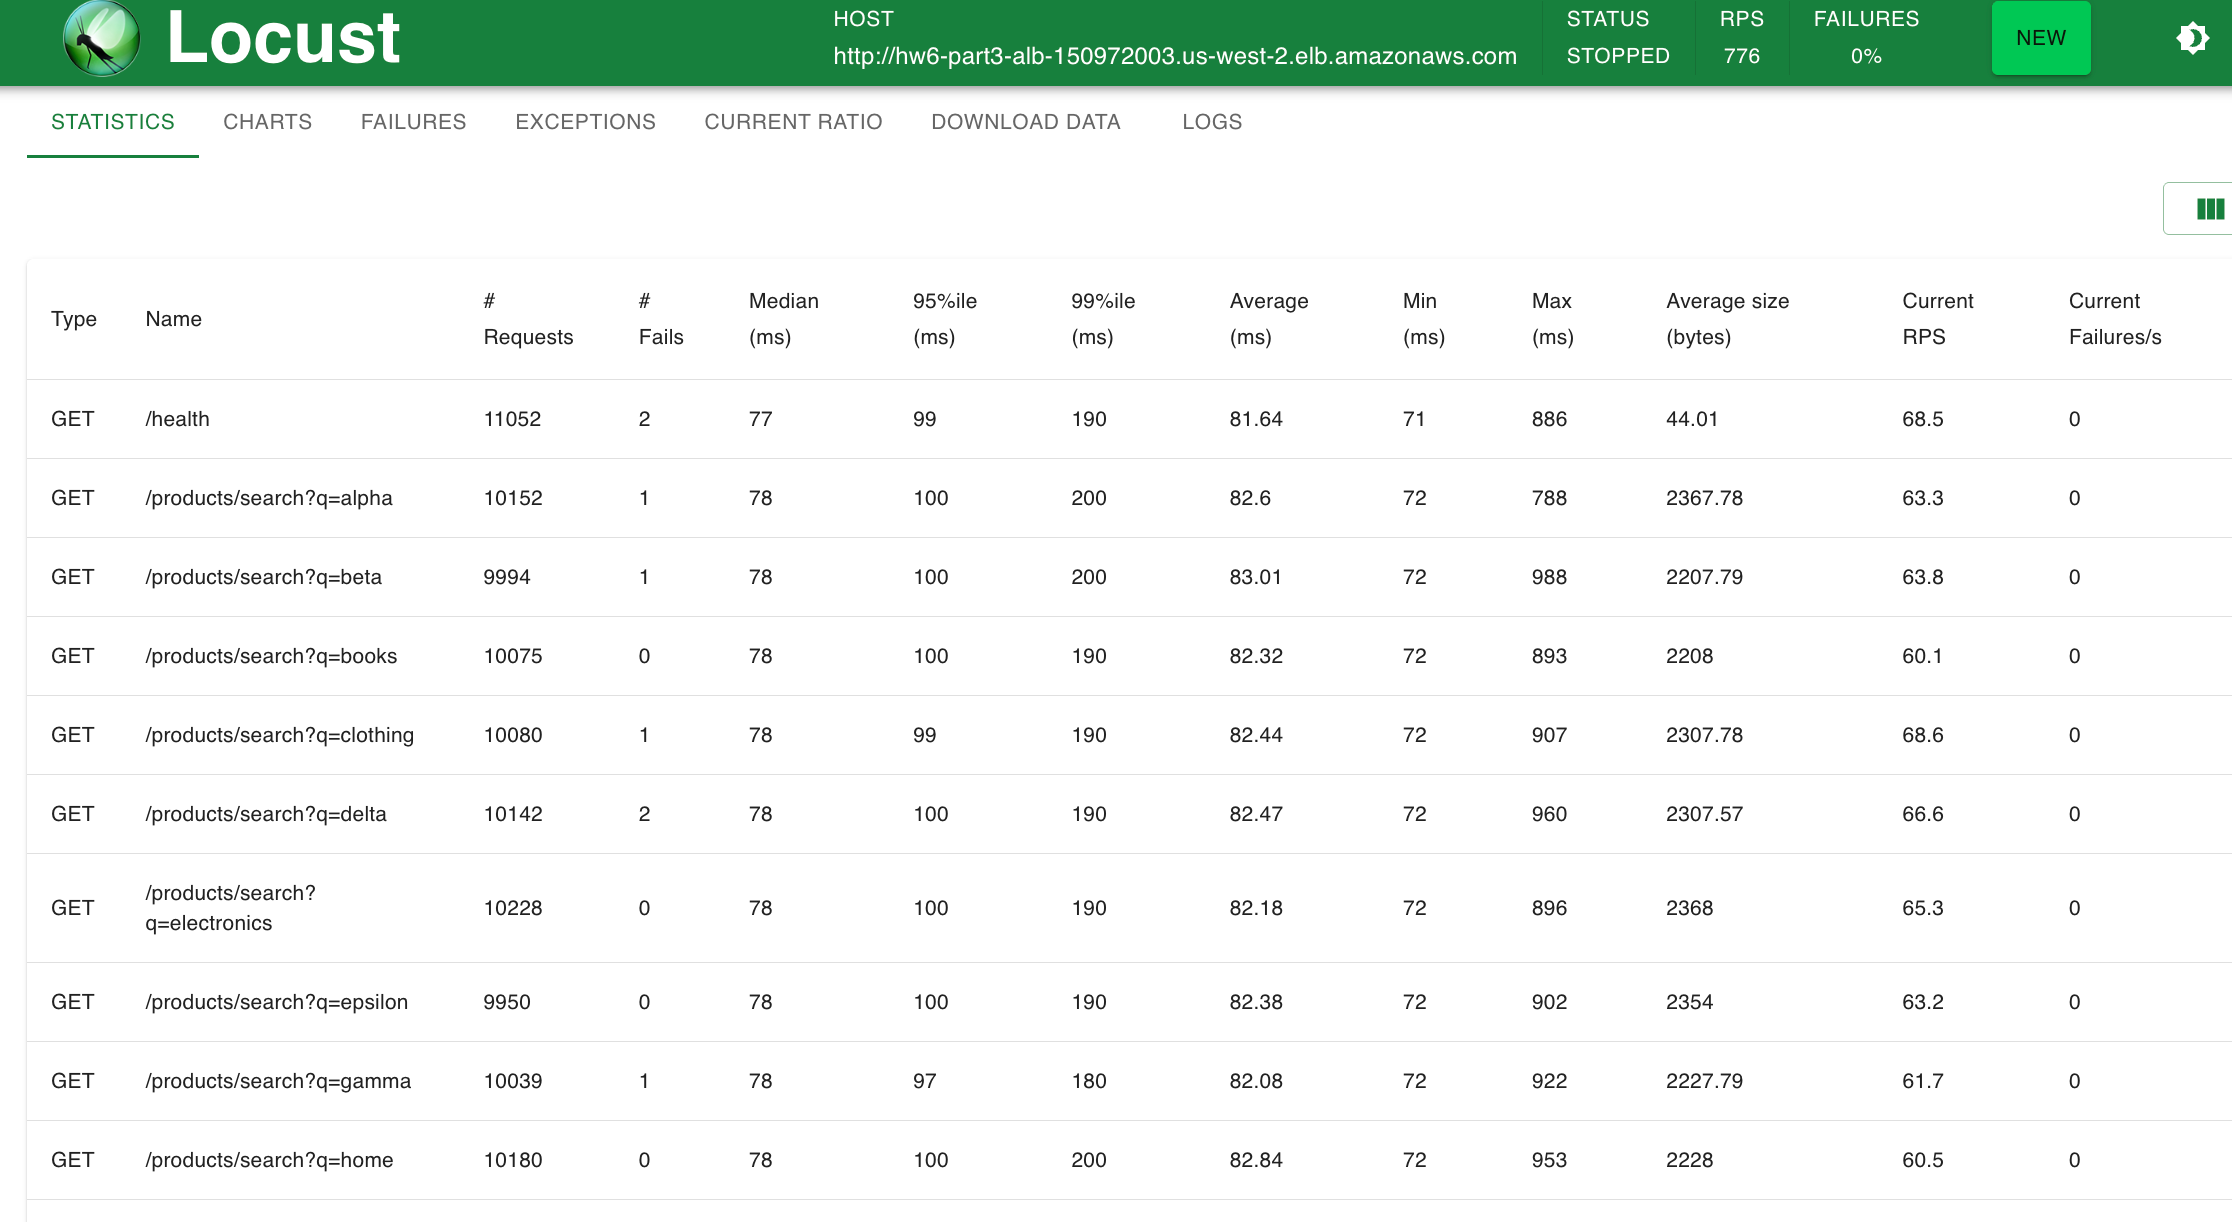 Locust
HOST
http://hw6-part3-alb-150972003.us-west-2.elb.amazonaws.com
STATUS
STOPPED
RPS
776
FAILURES
0%
NEW
STATISTICS CHARTS FAILURES EXCEPTIONS CURRENT RATIO DOWNLOAD DATA LOGS
Type Name # Requests # Fails Median (ms) 95%ile (ms) 99%ile (ms) Average (ms) Min (ms) Max (ms) Average size (bytes) Current RPS Current Failures/s
GET /health 11052 2 77 99 190 81.64 71 886 44.01 68.5 0
GET /products/search?q=alpha 10152 1 78 100 200 82.6 72 788 2367.78 63.3 0
GET /products/search?q=beta 9994 1 78 100 200 83.01 72 988 2207.79 63.8 0
GET /products/search?q=books 10075 0 78 100 190 82.32 72 893 2208 60.1 0
GET /products/search?q=clothing 10080 1 78 99 190 82.44 72 907 2307.78 68.6 0
GET /products/search?q=delta 10142 2 78 100 190 82.47 72 960 2307.57 66.6 0
GET /products/search?q=electronics 10228 0 78 100 190 82.18 72 896 2368 65.3 0
GET /products/search?q=epsilon 9950 0 78 100 190 82.38 72 902 2354 63.2 0
GET /products/search?q=gamma 10039 1 78 97 180 82.08 72 922 2227.79 61.7 0
GET /products/search?q=home 10180 0 78 100 200 82.84 72 953 2228 60.5 0